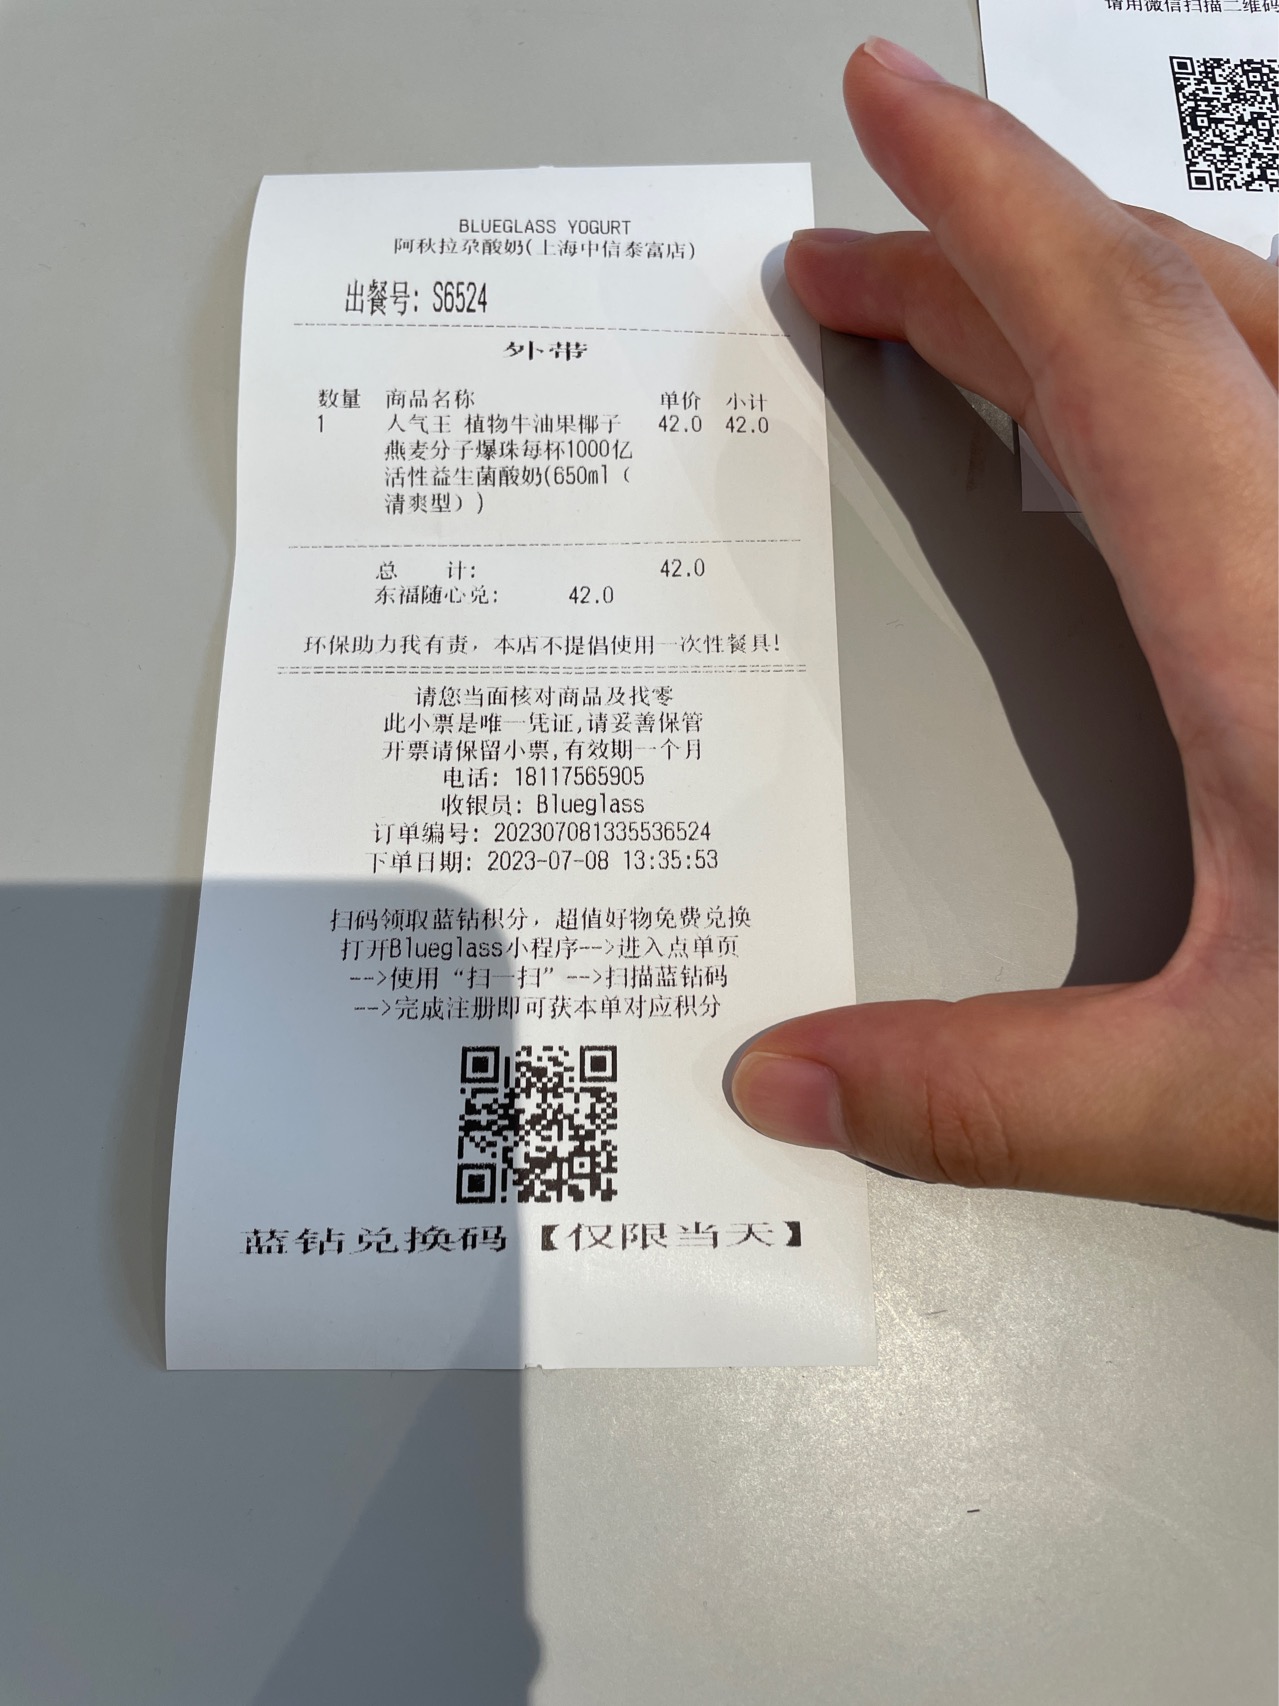 请用微信扫描二维码
BLUEGLASS YOGURT
阿秋拉尕酸奶(上海中信泰富店)
出餐号: S6524
外带
数量 商品名称 单价 小计
1 人气王 植物牛油果椰子 42.0 42.0
燕麦分子爆珠每杯1000亿
活性益生菌酸奶(650ml（
清爽型）)
总 计: 42.0
东福随心兑: 42.0
环保助力我有责，本店不提倡使用一次性餐具!
请您当面核对商品及找零
此小票是唯一凭证,请妥善保管
开票请保留小票,有效期一个月
电话: 18117565905
收银员: Blueglass
订单编号: 202307081335536524
下单日期: 2023-07-08 13:35:53
扫码领取蓝钻积分，超值好物免费兑换
打开Blueglass小程序-->进入点单页
-->使用“扫一扫”-->扫描蓝钻码
-->完成注册即可获本单对应积分
蓝钻兑换码【仅限当天】